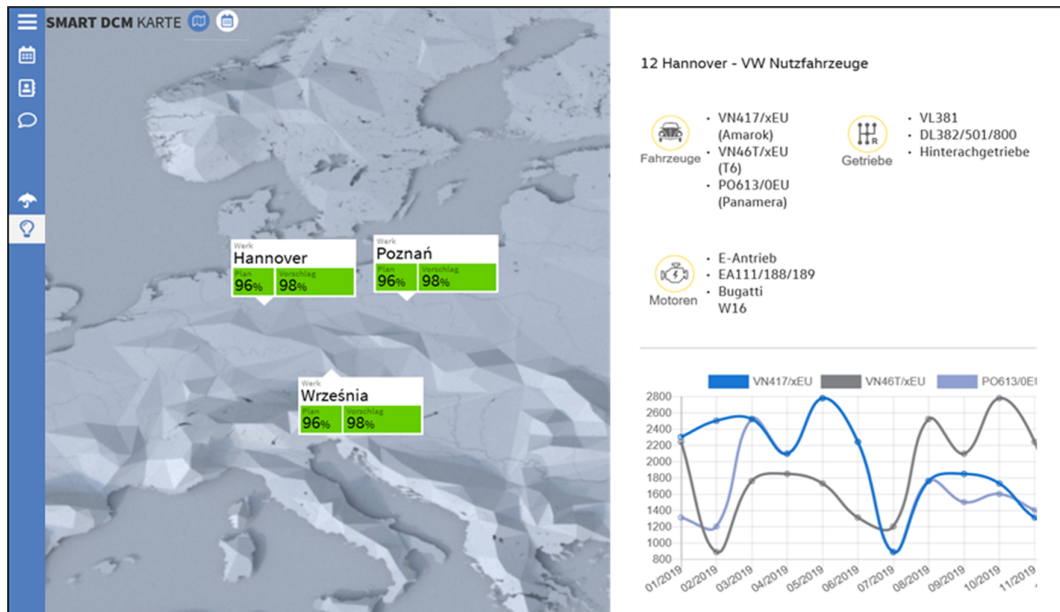 SMART DCM KARTE
Werk
Hannover
Plan
Vorschlag
96%
98%
Werk
Poznań
Plan
Vorschlag
96%
98%
Werk
Września
Plan
Vorschlag
96%
98%
12 Hannover - VW Nutzfahrzeuge
Fahrzeuge
· VN417/xEU
(Amarok)
· VN46T/xEU
(T6)
· PO613/0EU
(Panamera)
R
Getriebe
· VL381
· DL382/501/800
· Hinterachgetriebe
Motoren
· E-Antrieb
· EA111/188/189
· Bugatti
W16
VN417/xEU
VN46T/xEU
PO613/0EU
2800
2600
2400
2200
2000
1800
1600
1400
1200
1000
800
01/2019
02/2019
03/2019
04/2019
05/2019
06/2019
07/2019
08/2019
09/2019
10/2019
11/2019